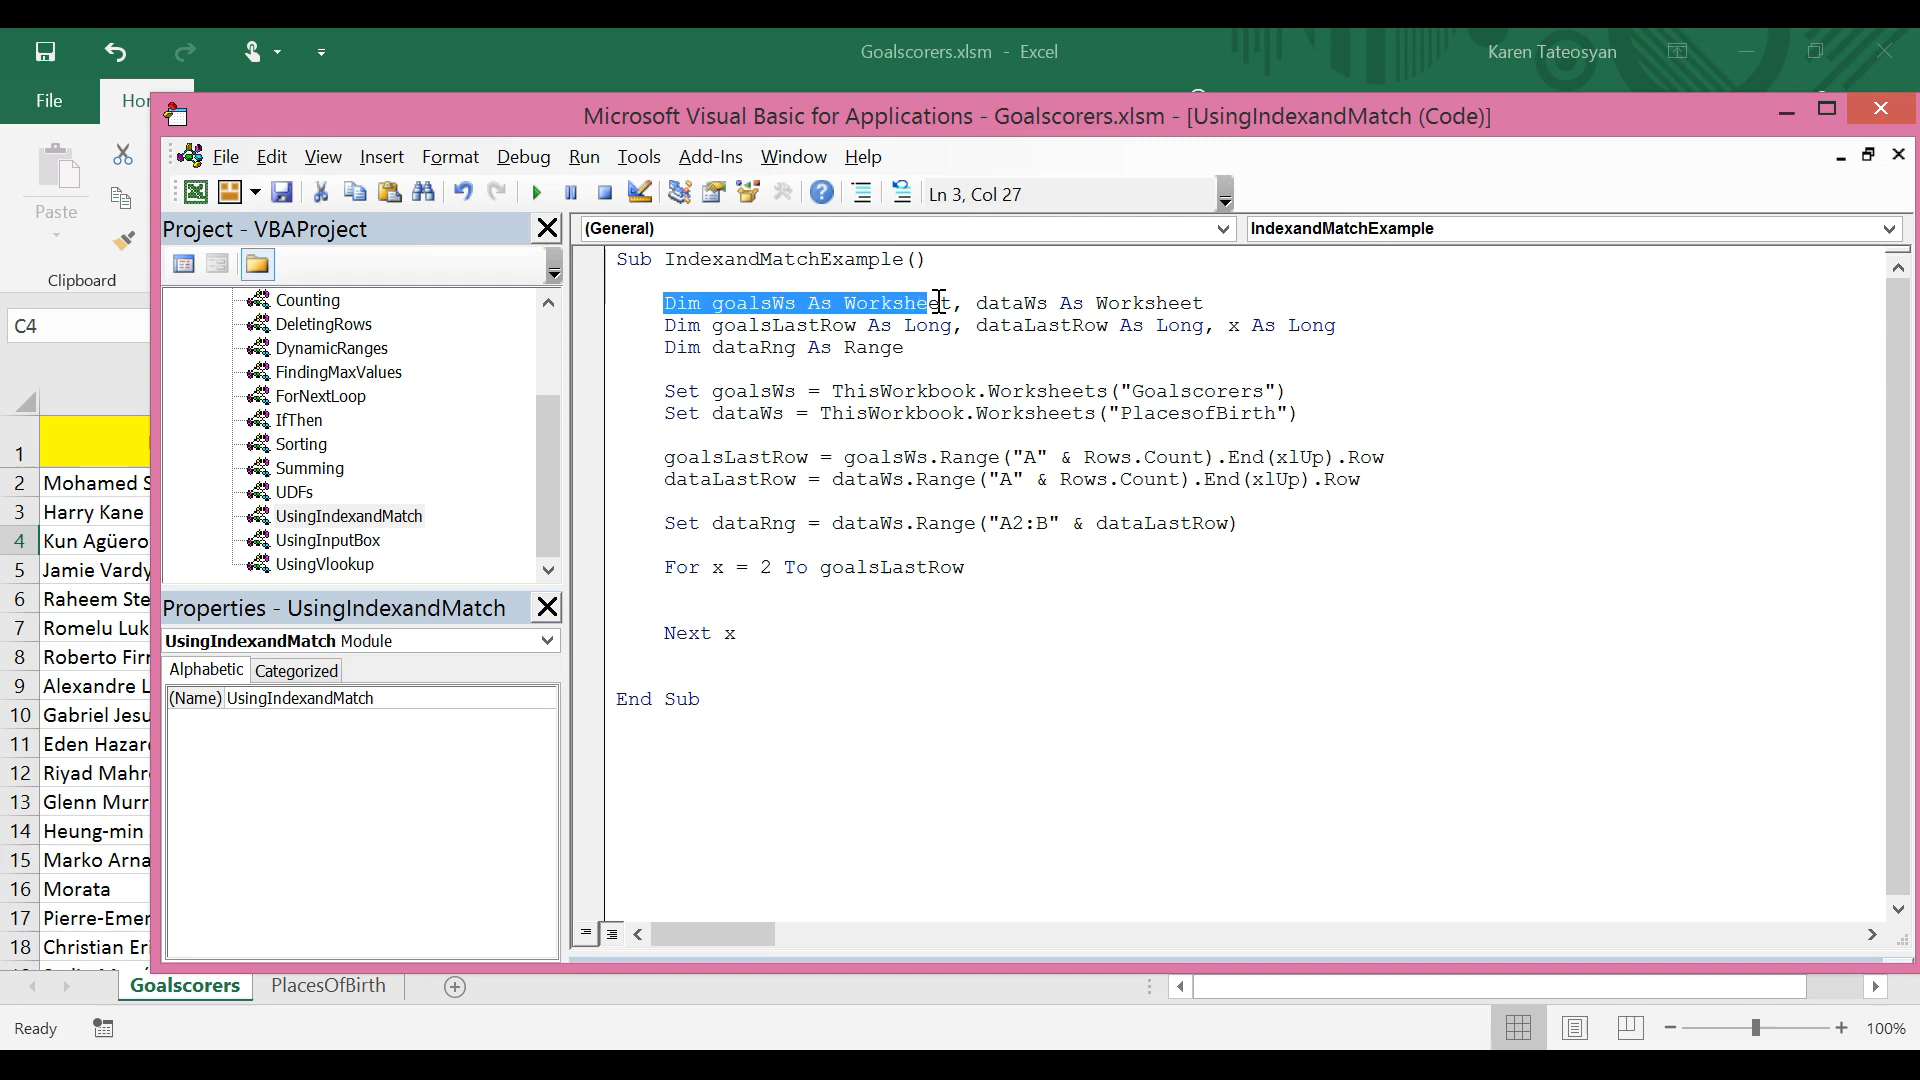 Goalscorers.xlsm - Excel
Karen Tateosyan
File
Paste
Clipboard
C4
Microsoft Visual Basic for Applications - Goalscorers.xlsm - [UsingIndexandMatch (Code)]
File Edit View Insert Format Debug Run Tools Add-Ins Window Help
Ln 3, Col 27
Project - VBAProject
Counting
DeletingRows
DynamicRanges
FindingMaxValues
ForNextLoop
IfThen
Sorting
Summing
UDFs
UsingIndexandMatch
UsingInputBox
UsingVlookup
Properties - UsingIndexandMatch
UsingIndexandMatch Module
Alphabetic Categorized
(Name) UsingIndexandMatch
(General) IndexandMatchExample
Sub IndexandMatchExample()
Dim goalsWs As Worksheet, dataWs As Worksheet
Dim goalsLastRow As Long, dataLastRow As Long, x As Long
Dim dataRng As Range
Set goalsWs = ThisWorkbook.Worksheets("Goalscorers")
Set dataWs = ThisWorkbook.Worksheets("PlacesofBirth")
goalsLastRow = goalsWs.Range("A" & Rows.Count).End(xlUp).Row
dataLastRow = dataWs.Range("A" & Rows.Count).End(xlUp).Row
Set dataRng = dataWs.Range("A2:B" & dataLastRow)
For x = 2 To goalsLastRow
Next x
End Sub
1
2 Mohamed S
3 Harry Kane
4 Kun Agüero
5 Jamie Vardy
6 Raheem Ste
7 Romelu Luk
8 Roberto Firm
9 Alexandre L
10 Gabriel Jesu
11 Eden Hazar
12 Riyad Mahr
13 Glenn Murr
14 Heung-min
15 Marko Arna
16 Morata
17 Pierre-Emer
18 Christian Eri
Goalscorers PlacesOfBirth
Ready
100%